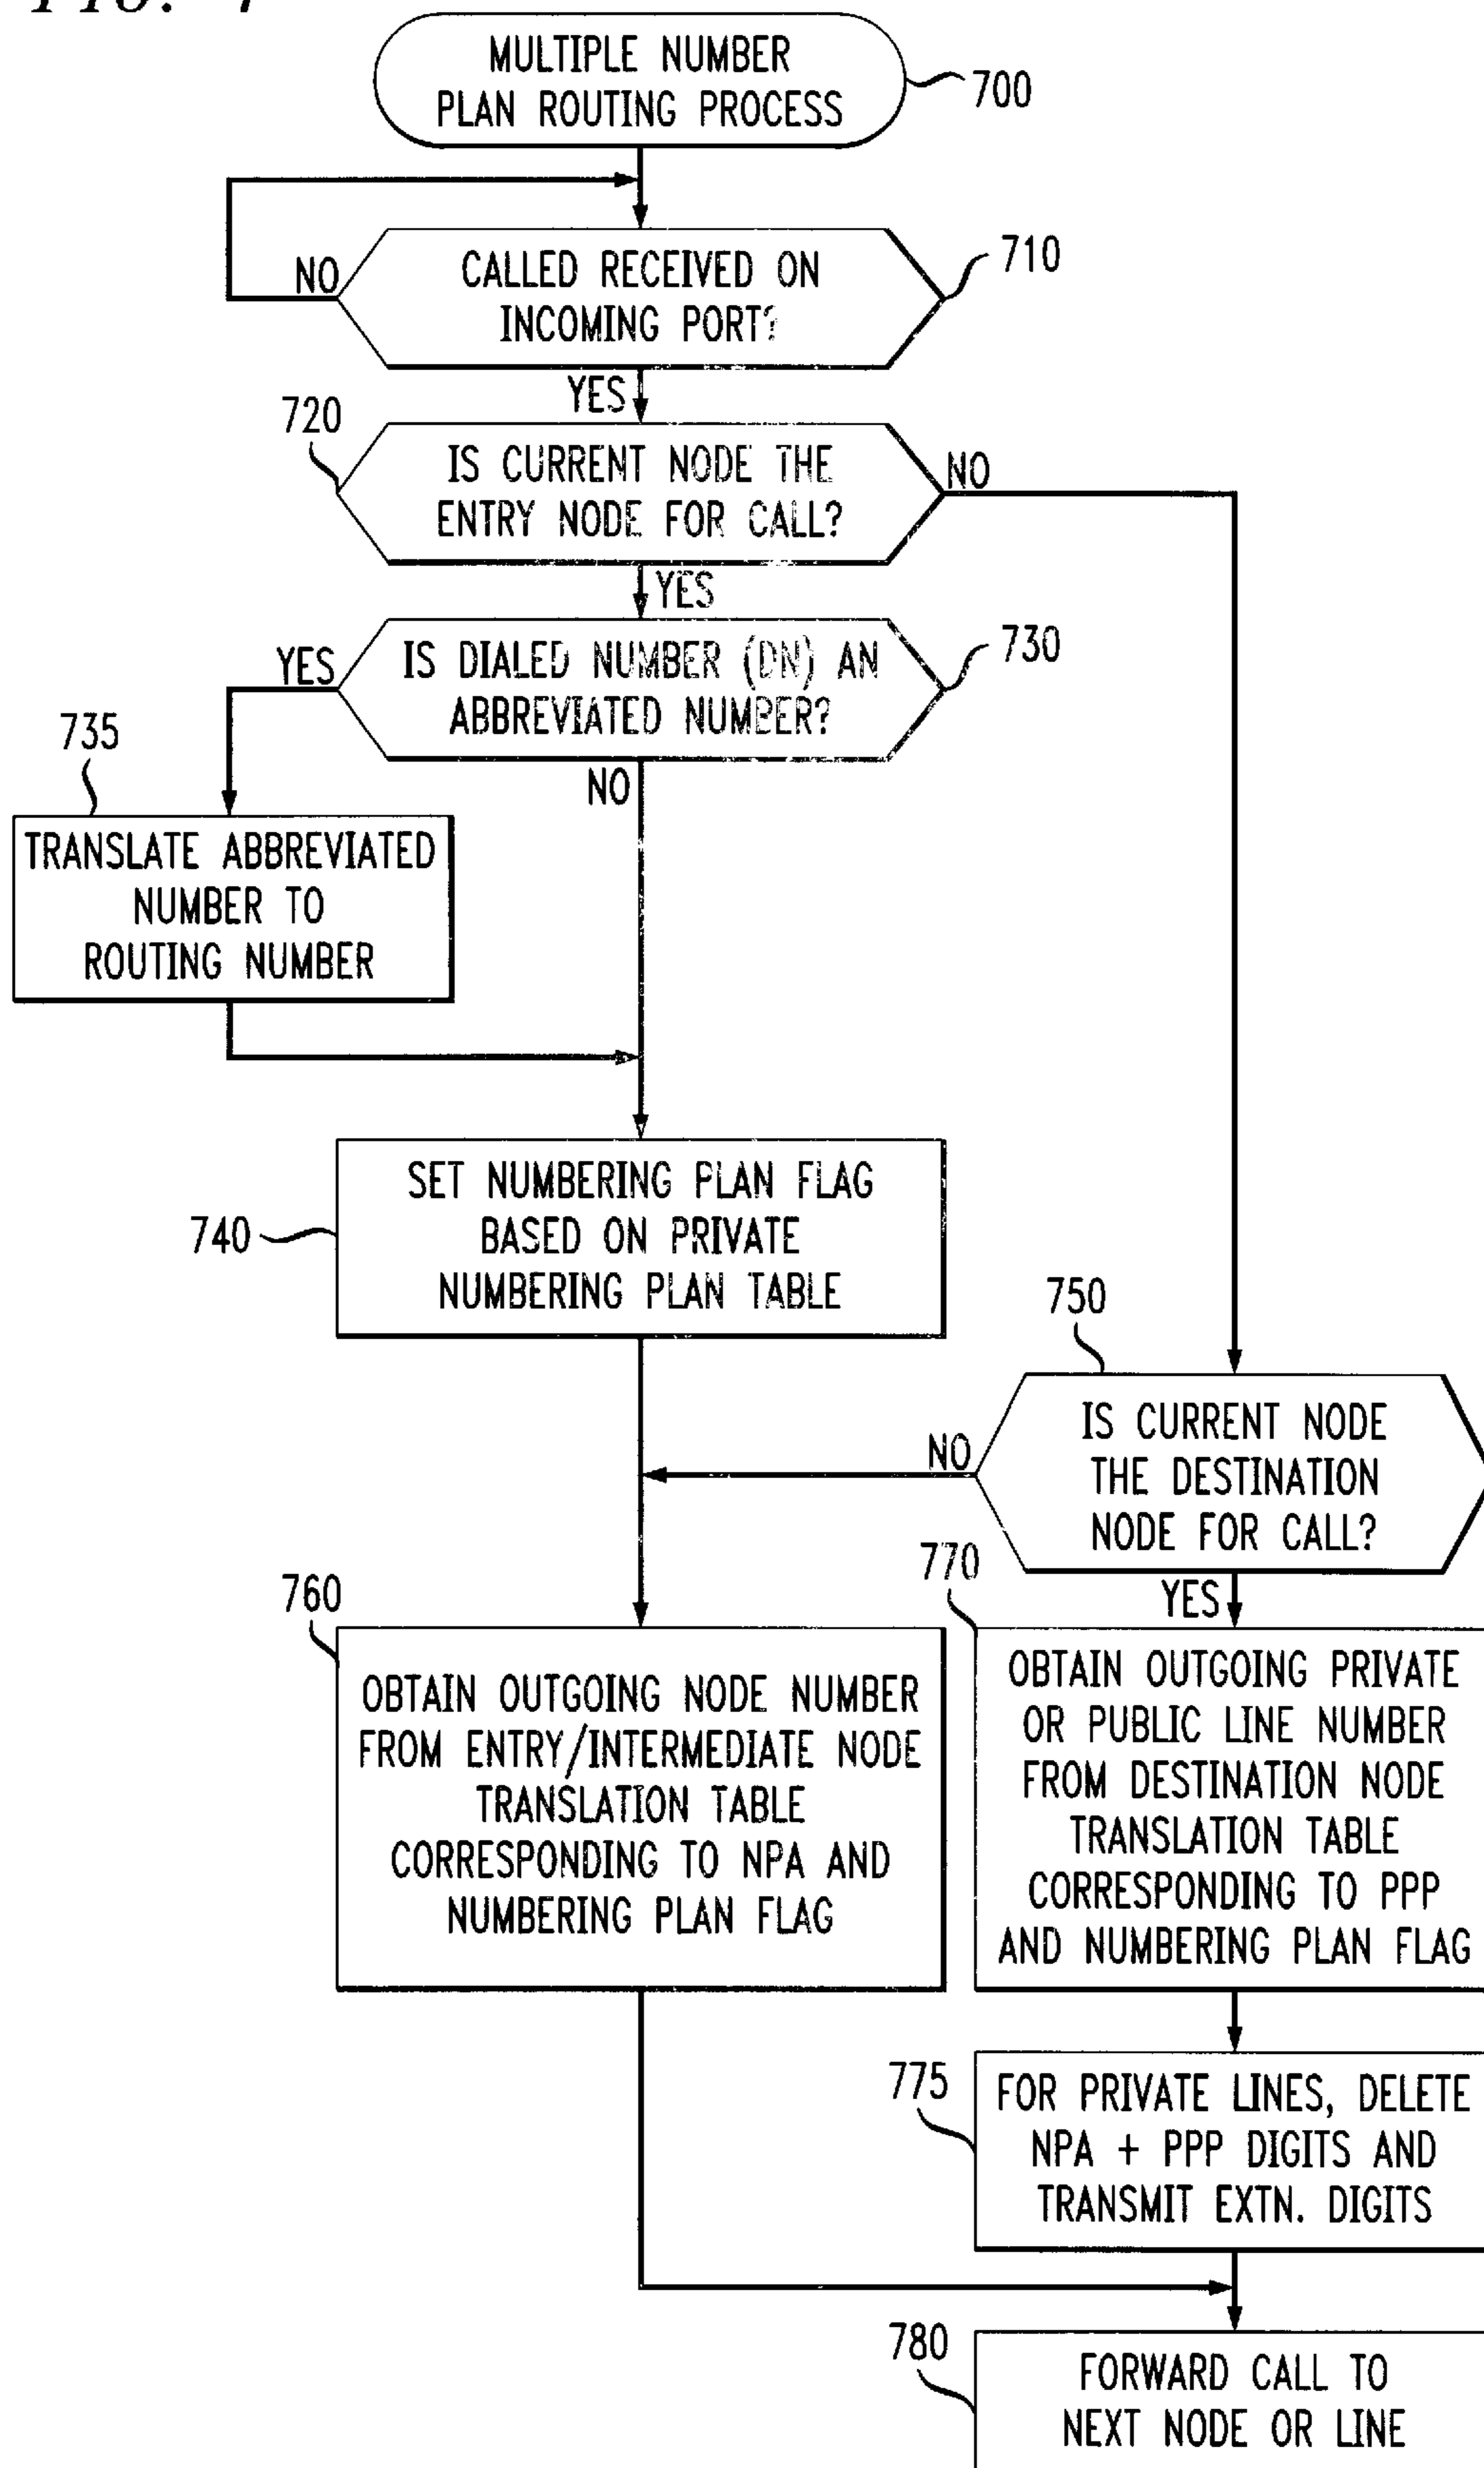 MULTIPLE NUMBER
PLAN ROUTING PROCESS
700
CALLED RECEIVED ON
INCOMING PORT?
710
NO
YES
720
IS CURRENT NODE THE
ENTRY NODE FOR CALL?
NO
YES
IS DIALED NUMBER (DN) AN
ABBREVIATED NUMBER?
730
YES
NO
735
TRANSLATE ABBREVIATED
NUMBER TO
ROUTING NUMBER
740
SET NUMBERING PLAN FLAG
BASED ON PRIVATE
NUMBERING PLAN TABLE
750
IS CURRENT NODE
THE DESTINATION
NODE FOR CALL?
NO
YES
760
OBTAIN OUTGOING NODE NUMBER
FROM ENTRY/INTERMEDIATE NODE
TRANSLATION TABLE
CORRESPONDING TO NPA AND
NUMBERING PLAN FLAG
770
OBTAIN OUTGOING PRIVATE
OR PUBLIC LINE NUMBER
FROM DESTINATION NODE
TRANSLATION TABLE
CORRESPONDING TO PPP
AND NUMBERING PLAN FLAG
775
FOR PRIVATE LINES, DELETE
NPA + PPP DIGITS AND
TRANSMIT EXTN. DIGITS
780
FORWARD CALL TO
NEXT NODE OR LINE